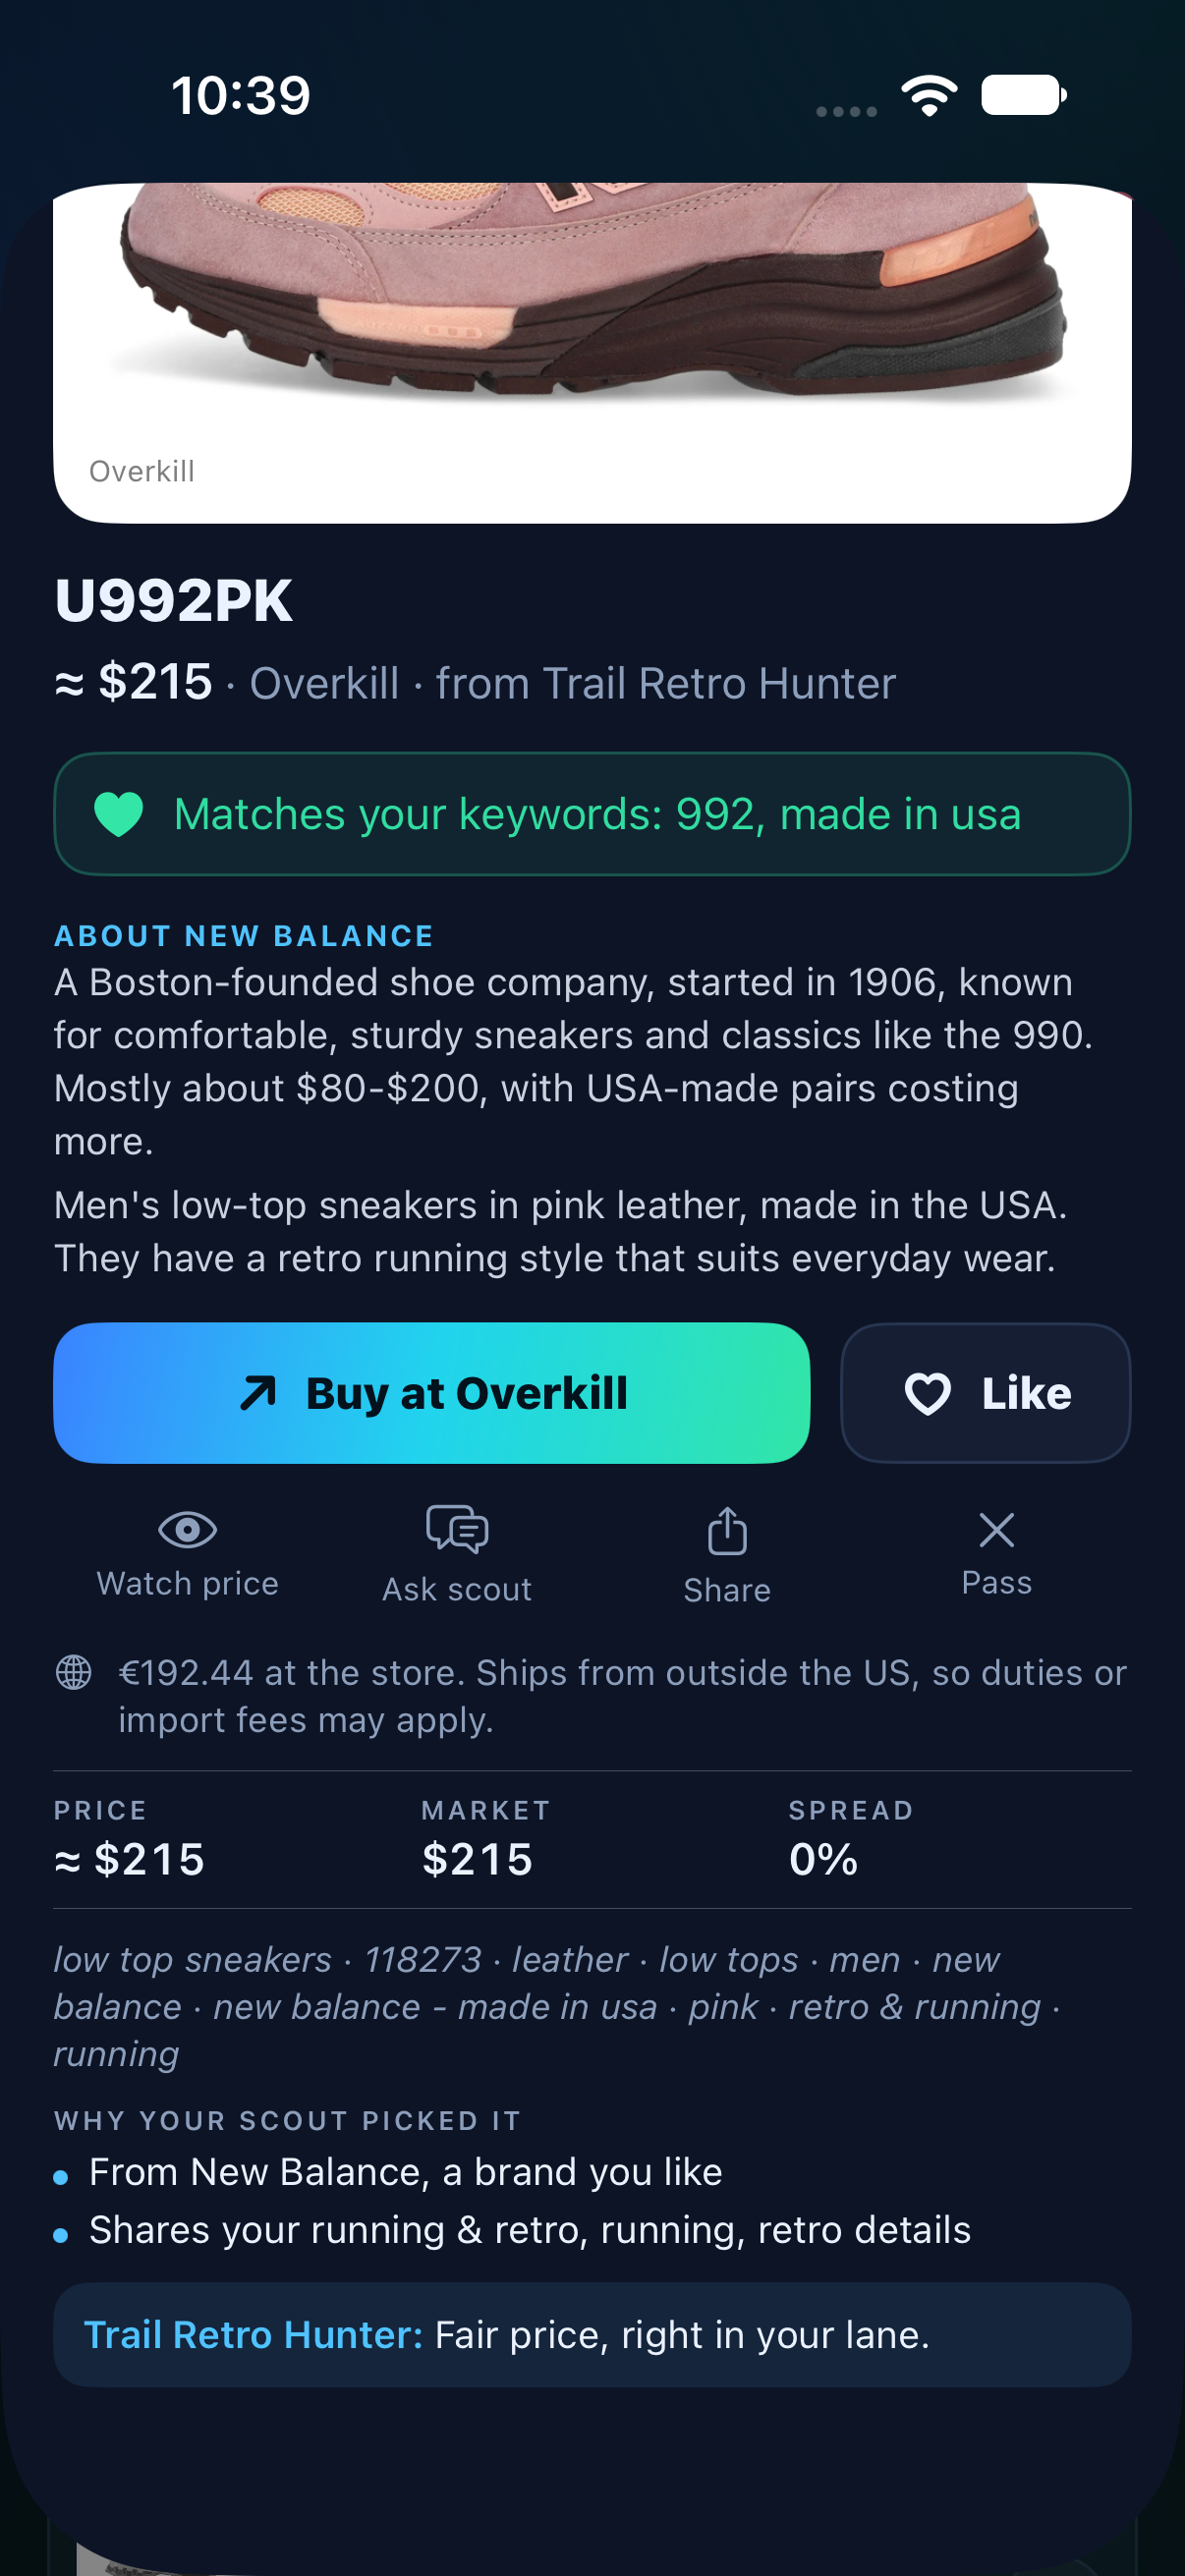 10:39
Overkill
U992PK
≈ $215 · Overkill · from Trail Retro Hunter
Matches your keywords: 992, made in usa
ABOUT NEW BALANCE
A Boston-founded shoe company, started in 1906, known
for comfortable, sturdy sneakers and classics like the 990.
Mostly about $80-$200, with USA-made pairs costing
more.
Men's low-top sneakers in pink leather, made in the USA.
They have a retro running style that suits everyday wear.
Buy at Overkill
Like
Watch price
Ask scout
Share
Pass
€192.44 at the store. Ships from outside the US, so duties or
import fees may apply.
PRICE
MARKET
SPREAD
≈ $215
$215
0%
low top sneakers · 118273 · leather · low tops · men · new
balance · new balance - made in usa · pink · retro & running ·
running
WHY YOUR SCOUT PICKED IT
• From New Balance, a brand you like
• Shares your running & retro, running, retro details
Trail Retro Hunter: Fair price, right in your lane.